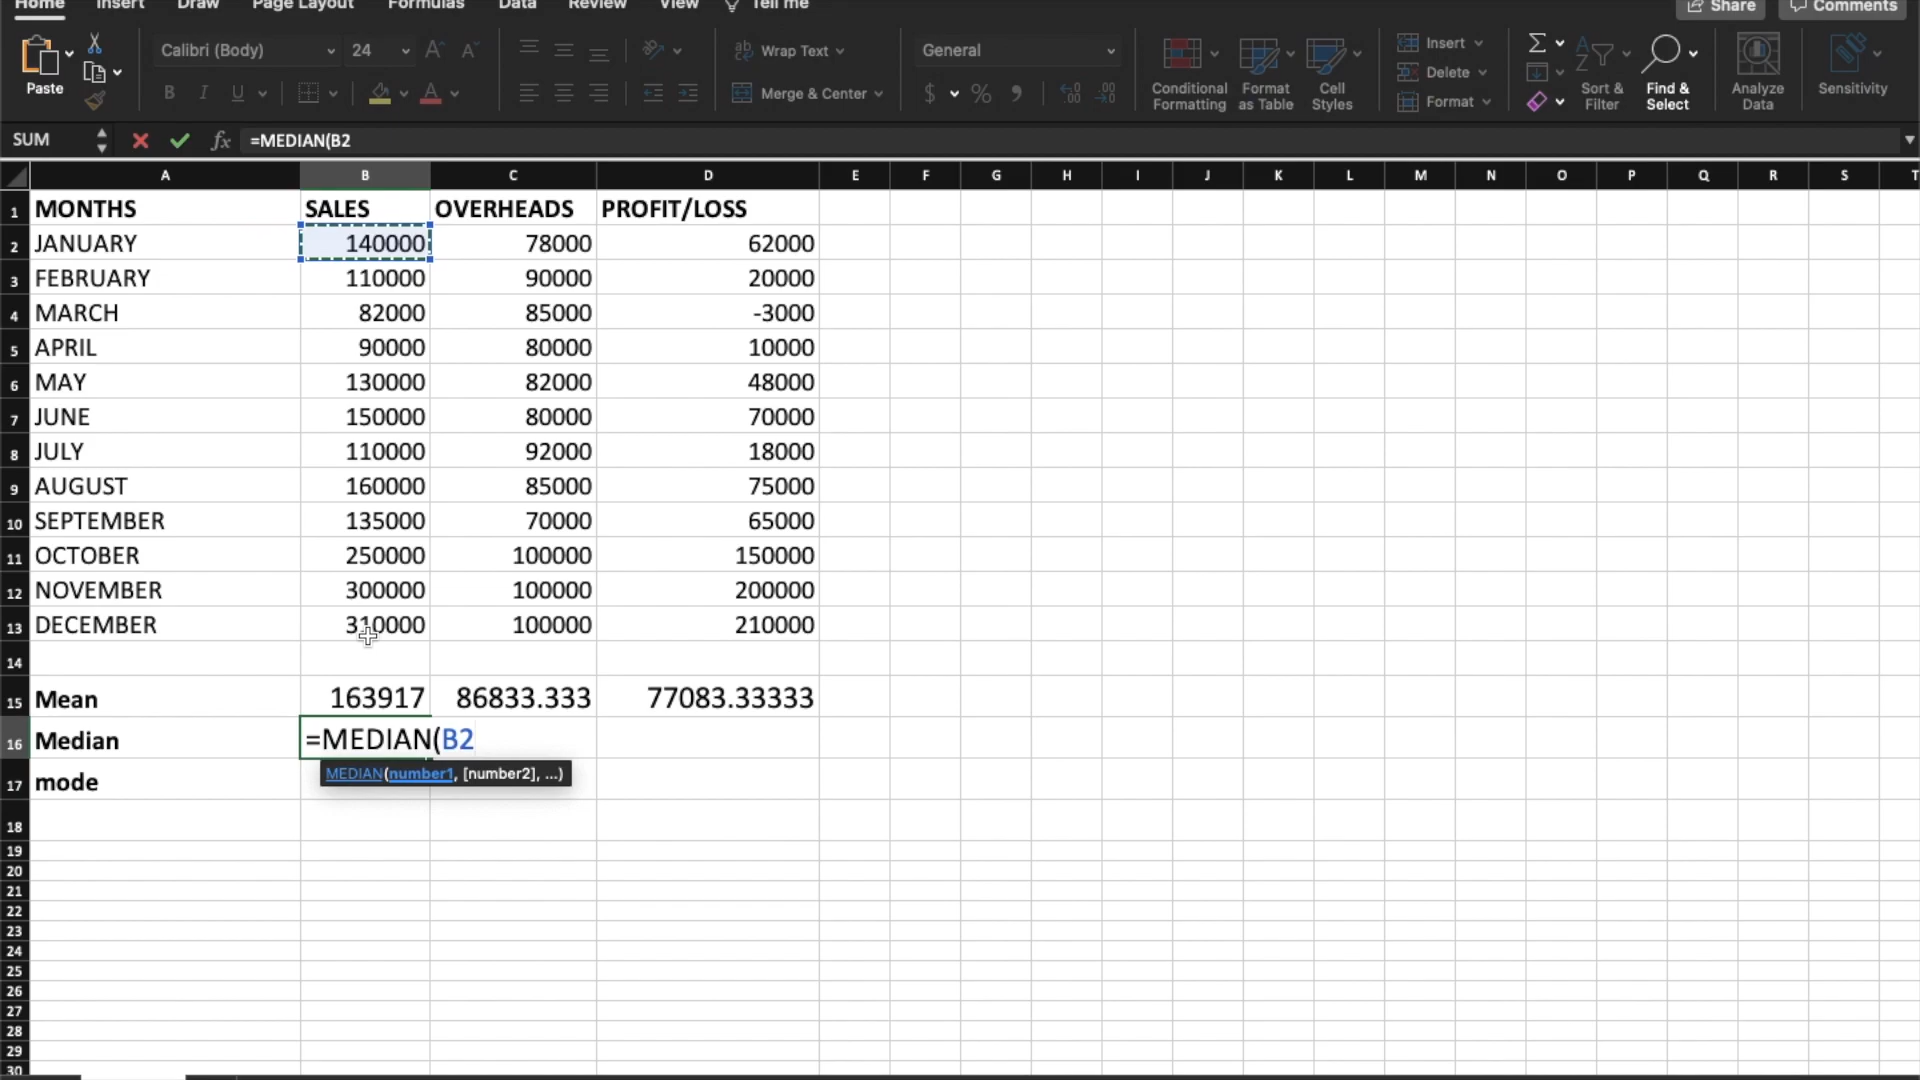 Home Insert Draw Page Layout Formulas Data Review View Tell me Share Comments
Calibri (Body) 24 Wrap Text General Insert
Paste B I U Merge & Center $ % Conditional Formatting Format as Table Cell Styles Delete Format Sort & Filter Find & Select Analyze Data Sensitivity
SUM fx =MEDIAN(B2
A B C D E F G H I J K L M N O P Q R S T
1 MONTHS SALES OVERHEADS PROFIT/LOSS
2 JANUARY 140000 78000 62000
3 FEBRUARY 110000 90000 20000
4 MARCH 82000 85000 -3000
5 APRIL 90000 80000 10000
6 MAY 130000 82000 48000
7 JUNE 150000 80000 70000
8 JULY 110000 92000 18000
9 AUGUST 160000 85000 75000
10 SEPTEMBER 135000 70000 65000
11 OCTOBER 250000 100000 150000
12 NOVEMBER 300000 100000 200000
13 DECEMBER 310000 100000 210000
14
15 Mean 163917 86833.333 77083.33333
16 Median =MEDIAN(B2
MEDIAN(number1, [number2], ...)
17 mode
18
19
20
21
22
23
24
25
26
27
28
29
30